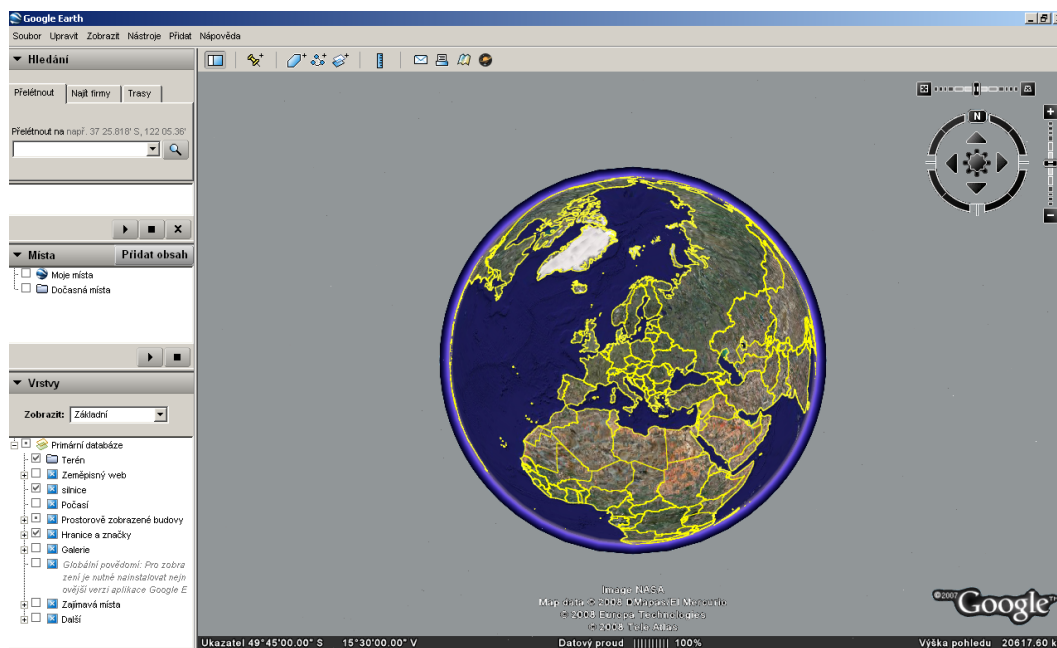 Google Earth
Soubor Upravit Zobrazit Nástroje Přidat Nápověda
Hledání
Přelétnout Najít firmy Trasy
Přelétnout na např. 37 25.818' S, 122 05.36'
Místa Přidat obsah
Moje místa
Dočasná místa
Vrstvy
Zobrazit: Základní
Primární databáze
Terén
Zeměpisný web
silnice
Počasí
Prostorově zobrazené budovy
Hranice a značky
Galerie
Globální povědomí: Pro zobra
zení je nutné nainstalovat nejn
ovější verzi aplikace Google E
Zajímavá místa
Další
N
Image NASA
Map data © 2008 DMapas/El Mercurio
© 2008 Europa Technologies
© 2008 Tele Atlas
©2007 Google™
Ukazatel 49°45'00.00" S 15°30'00.00" V Datový proud |||||||||| 100% Výška pohledu 20617.60 k